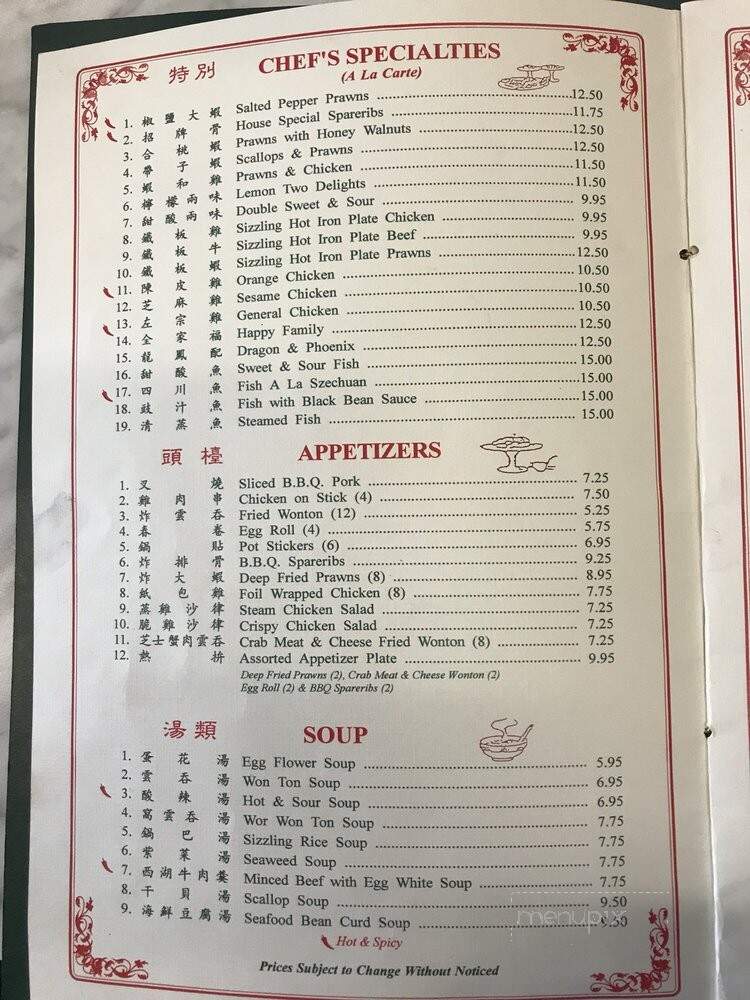 特別 CHEF'S SPECIALTIES
(A La Carte)
1. 椒鹽大蝦 Salted Pepper Prawns 12.50
2. 招牌骨 House Special Spareribs 11.75
3. 合桃蝦 Prawns with Honey Walnuts 12.50
4. 帶子蝦 Scallops & Prawns 12.50
5. 蝦和雞 Prawns & Chicken 11.50
6. 檸檬兩味 Lemon Two Delights 11.50
7. 甜酸兩味 Double Sweet & Sour 9.95
8. 鐵板雞 Sizzling Hot Iron Plate Chicken 9.95
9. 鐵板牛 Sizzling Hot Iron Plate Beef 9.95
10. 鐵板蝦 Sizzling Hot Iron Plate Prawns 12.50
11. 陳皮雞 Orange Chicken 10.50
12. 芝麻雞 Sesame Chicken 10.50
13. 左宗雞 General Chicken 10.50
14. 全家福 Happy Family 12.50
15. 龍鳳配 Dragon & Phoenix 12.50
16. 甜酸魚 Sweet & Sour Fish 15.00
17. 四川魚 Fish A La Szechuan 15.00
18. 豉汁魚 Fish with Black Bean Sauce 15.00
19. 清蒸魚 Steamed Fish 15.00
頭檯 APPETIZERS
1. 叉燒 Sliced B.B.Q. Pork 7.25
2. 雞肉串 Chicken on Stick (4) 7.50
3. 炸雲吞 Fried Wonton (12) 5.25
4. 春卷 Egg Roll (4) 5.75
5. 鍋貼 Pot Stickers (6) 6.95
6. 炸排骨 B.B.Q. Spareribs 9.25
7. 炸大蝦 Deep Fried Prawns (8) 8.95
8. 紙包雞 Foil Wrapped Chicken (8) 7.75
9. 蒸雞沙律 Steam Chicken Salad 7.25
10. 脆雞沙律 Crispy Chicken Salad 7.25
11. 芝士蟹肉雲吞 Crab Meat & Cheese Fried Wonton (8) 7.25
12. 熱拚 Assorted Appetizer Plate 9.95
Deep Fried Prawns (2), Crab Meat & Cheese Wonton (2)
Egg Roll (2) & BBQ Spareribs (2)
湯類 SOUP
1. 蛋花湯 Egg Flower Soup 5.95
2. 雲吞湯 Won Ton Soup 6.95
3. 酸辣湯 Hot & Sour Soup 6.95
4. 窩雲吞湯 Wor Won Ton Soup 7.75
5. 鍋巴湯 Sizzling Rice Soup 7.75
6. 紫菜湯 Seaweed Soup 7.75
7. 西湖牛肉羹 Minced Beef with Egg White Soup 7.75
8. 干貝湯 Scallop Soup 9.50
9. 海鮮豆腐湯 Seafood Bean Curd Soup 9.50
menupix
Hot & Spicy
Prices Subject to Change Without Noticed